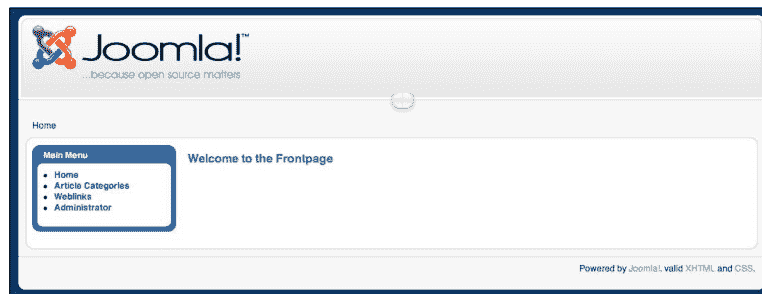 Joomla!™
...because open source matters
Home
Main Menu
Home
Article Categories
Weblinks
Administrator
Welcome to the Frontpage
Powered by Joomla!. valid XHTML and CSS.